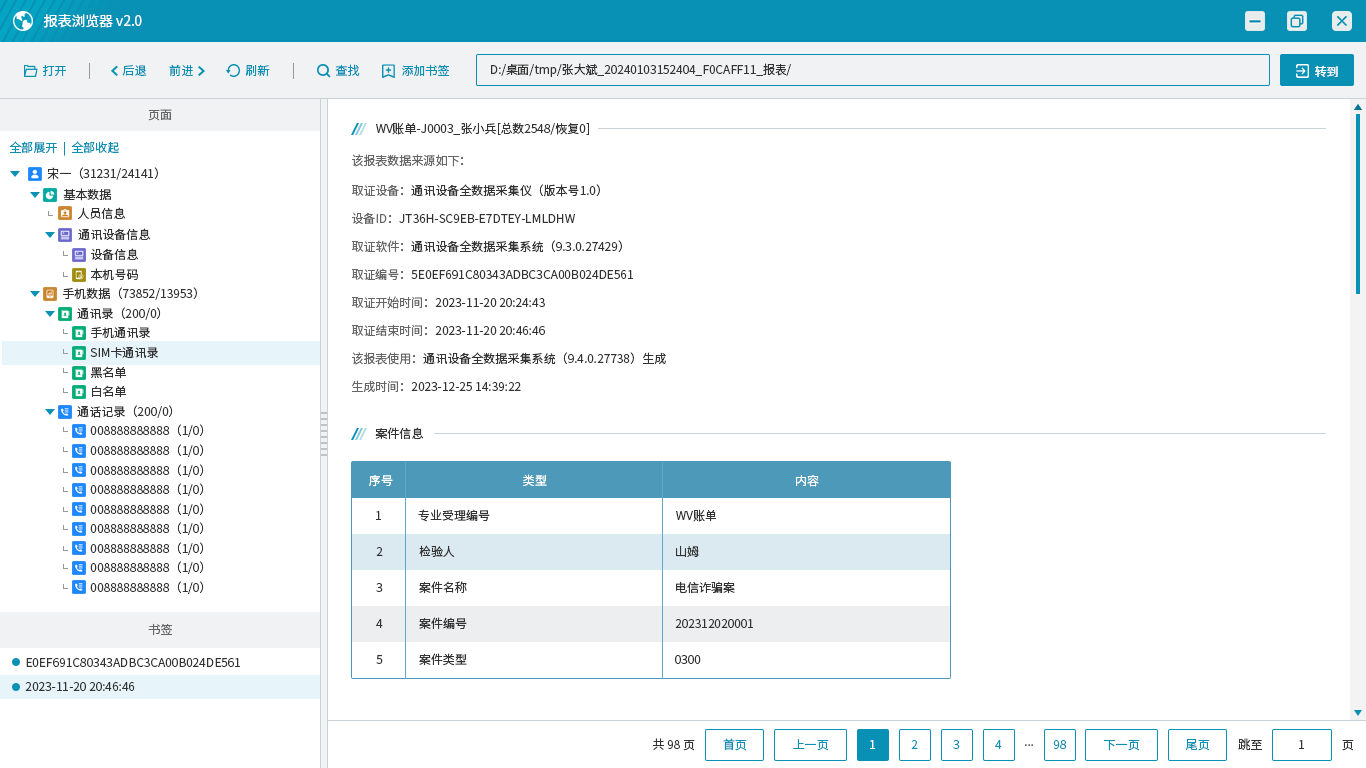 报表浏览器 v2.0
打开 后退 前进 刷新 查找 添加书签 D:/桌面/tmp/张大斌_20240103152404_F0CAFF11_报表/ 转到
页面
全部展开 | 全部收起
宋一（31231/24141）
基本数据
人员信息
通讯设备信息
设备信息
本机号码
手机数据（73852/13953）
通讯录（200/0）
手机通讯录
SIM卡通讯录
黑名单
白名单
通话记录（200/0）
008888888888（1/0）
008888888888（1/0）
008888888888（1/0）
008888888888（1/0）
008888888888（1/0）
008888888888（1/0）
008888888888（1/0）
008888888888（1/0）
008888888888（1/0）
书签
E0EF691C80343ADBC3CA00B024DE561
2023-11-20 20:46:46
WV账单-J0003_张小兵[总数2548/恢复0]
该报表数据来源如下：
取证设备：通讯设备全数据采集仪（版本号1.0）
设备ID：JT36H-SC9EB-E7DTEY-LMLDHW
取证软件：通讯设备全数据采集系统（9.3.0.27429）
取证编号：5E0EF691C80343ADBC3CA00B024DE561
取证开始时间：2023-11-20 20:24:43
取证结束时间：2023-11-20 20:46:46
该报表使用：通讯设备全数据采集系统（9.4.0.27738）生成
生成时间：2023-12-25 14:39:22
案件信息
序号 类型 内容
1 专业受理编号 WV账单
2 检验人 山姆
3 案件名称 电信诈骗案
4 案件编号 202312020001
5 案件类型 0300
共 98 页 首页 上一页 1 2 3 4 ··· 98 下一页 尾页 跳至 1 页